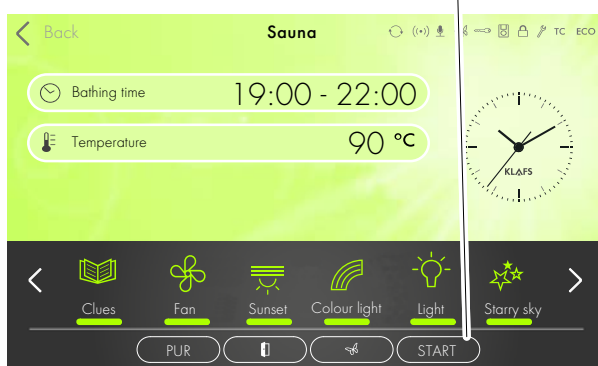 Back
Sauna
TC ECO
Bathing time 19:00 - 22:00
Temperature 90 °C
KLAFS
Clues Fan Sunset Colour light Light Starry sky
PUR START